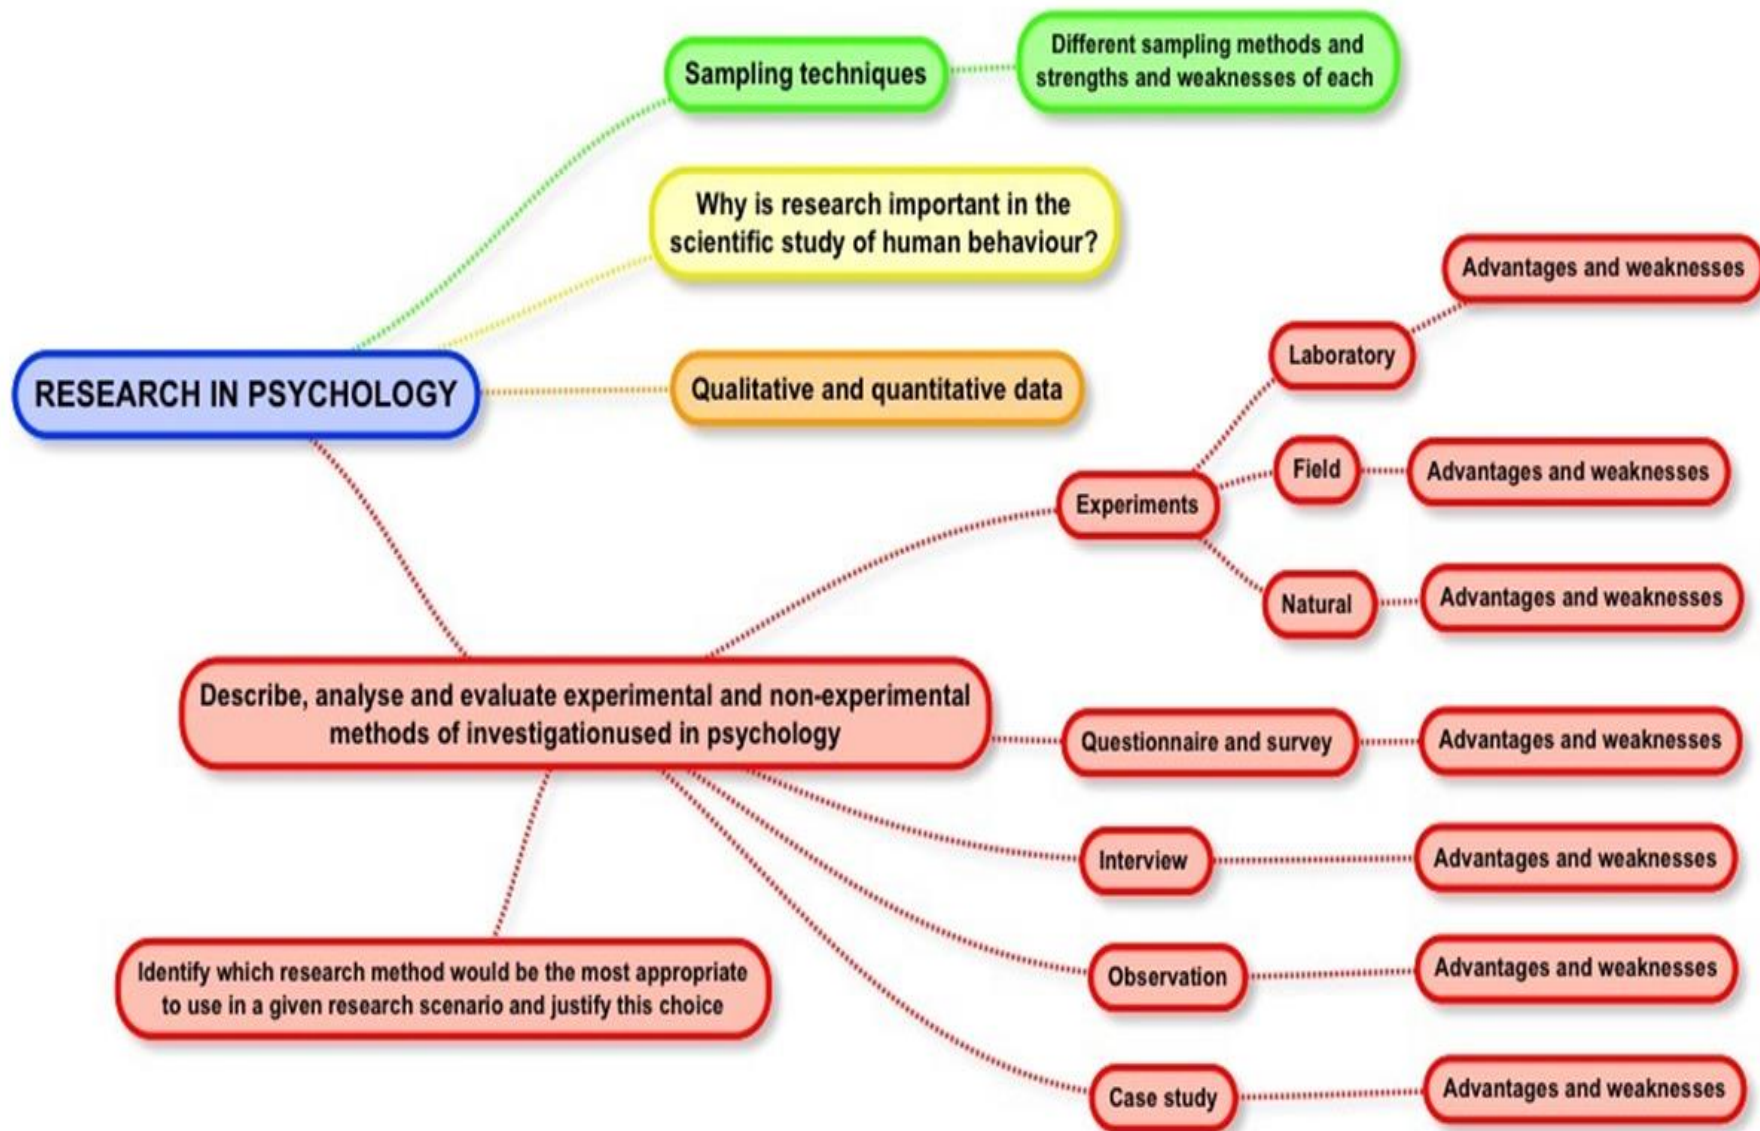 Sampling techniques
Different sampling methods and
strengths and weaknesses of each
Why is research important in the
scientific study of human behaviour?
RESEARCH IN PSYCHOLOGY
Qualitative and quantitative data
Advantages and weaknesses
Laboratory
Field
Advantages and weaknesses
Experiments
Natural
Advantages and weaknesses
Describe, analyse and evaluate experimental and non-experimental
methods of investigationused in psychology
Questionnaire and survey
Advantages and weaknesses
Interview
Advantages and weaknesses
Identify which research method would be the most appropriate
to use in a given research scenario and justify this choice
Observation
Advantages and weaknesses
Case study
Advantages and weaknesses